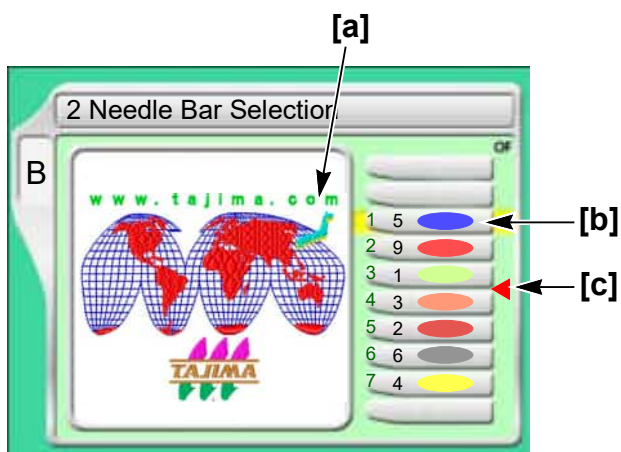 [a]
2 Needle Bar Selection
OF
B
www.tajima.com
1 5
[b]
2 9
3 1
[c]
4 3
5 2
6 6
7 4
TAJIMA